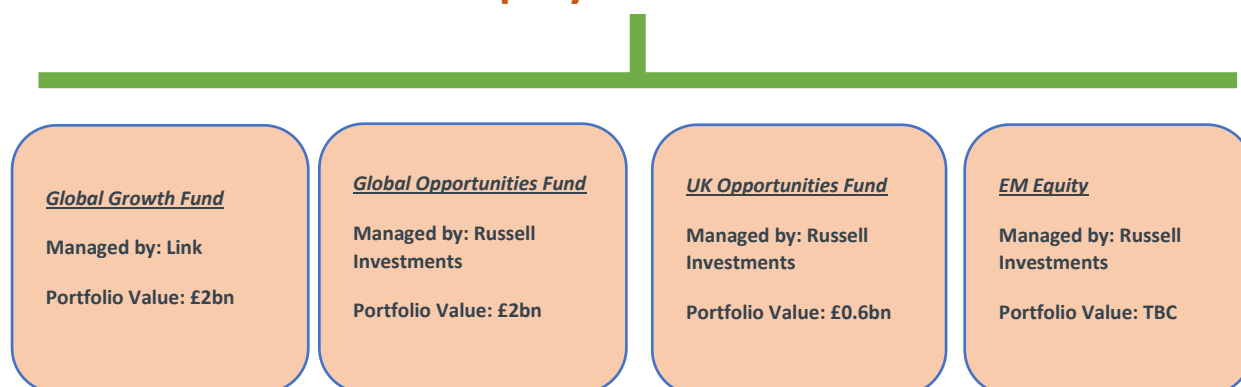 Global Growth Fund
Managed by: Link
Portfolio Value: £2bn
Global Opportunities Fund
Managed by: Russell
Investments
Portfolio Value: £2bn
UK Opportunities Fund
Managed by: Russell
Investments
Portfolio Value: £0.6bn
EM Equity
Managed by: Russell
Investments
Portfolio Value: TBC